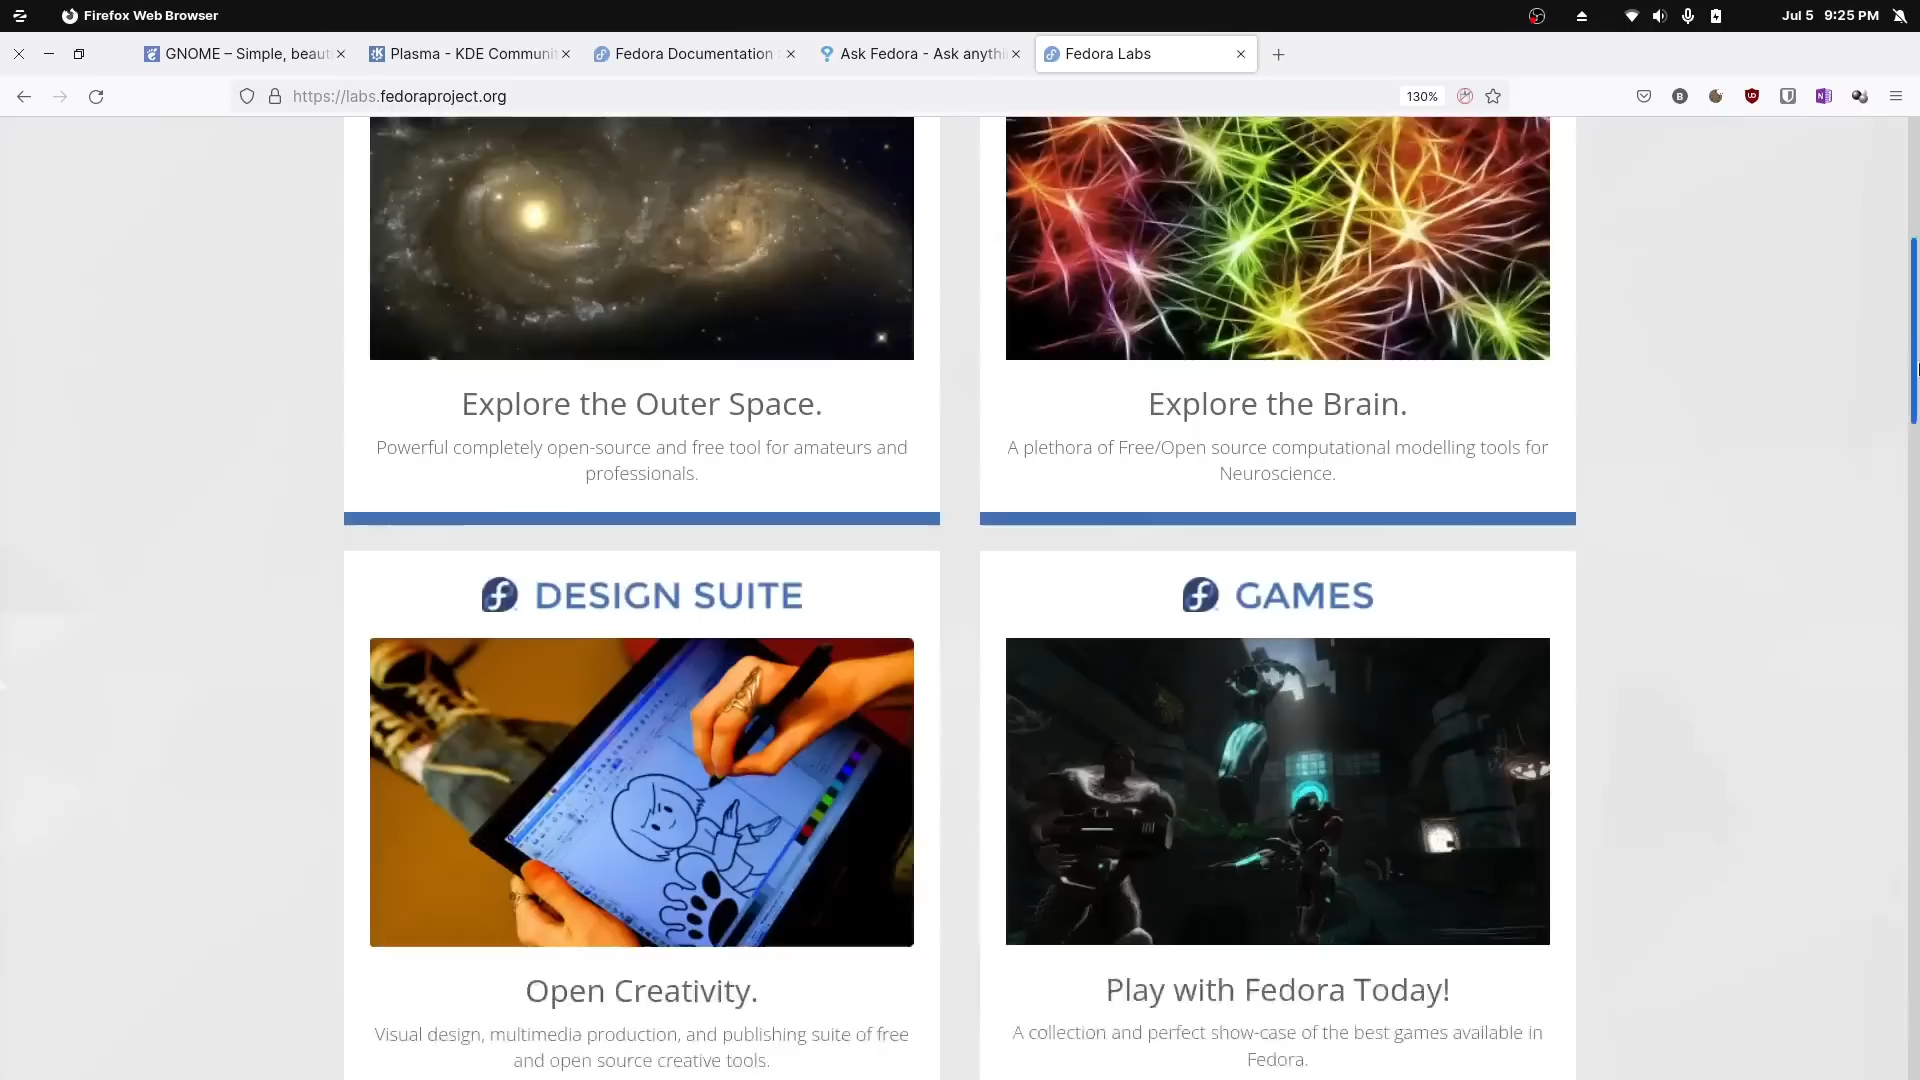 Firefox Web Browser
Jul 5 9:25 PM
GNOME – Simple, beaut
Plasma - KDE Communit
Fedora Documentation
Ask Fedora - Ask anythi
Fedora Labs
https://labs.fedoraproject.org
130%
Explore the Outer Space.
Powerful completely open-source and free tool for amateurs and
professionals.
Explore the Brain.
A plethora of Free/Open source computational modelling tools for
Neuroscience.
DESIGN SUITE
Open Creativity.
Visual design, multimedia production, and publishing suite of free
and open source creative tools.
GAMES
Play with Fedora Today!
A collection and perfect show-case of the best games available in
Fedora.